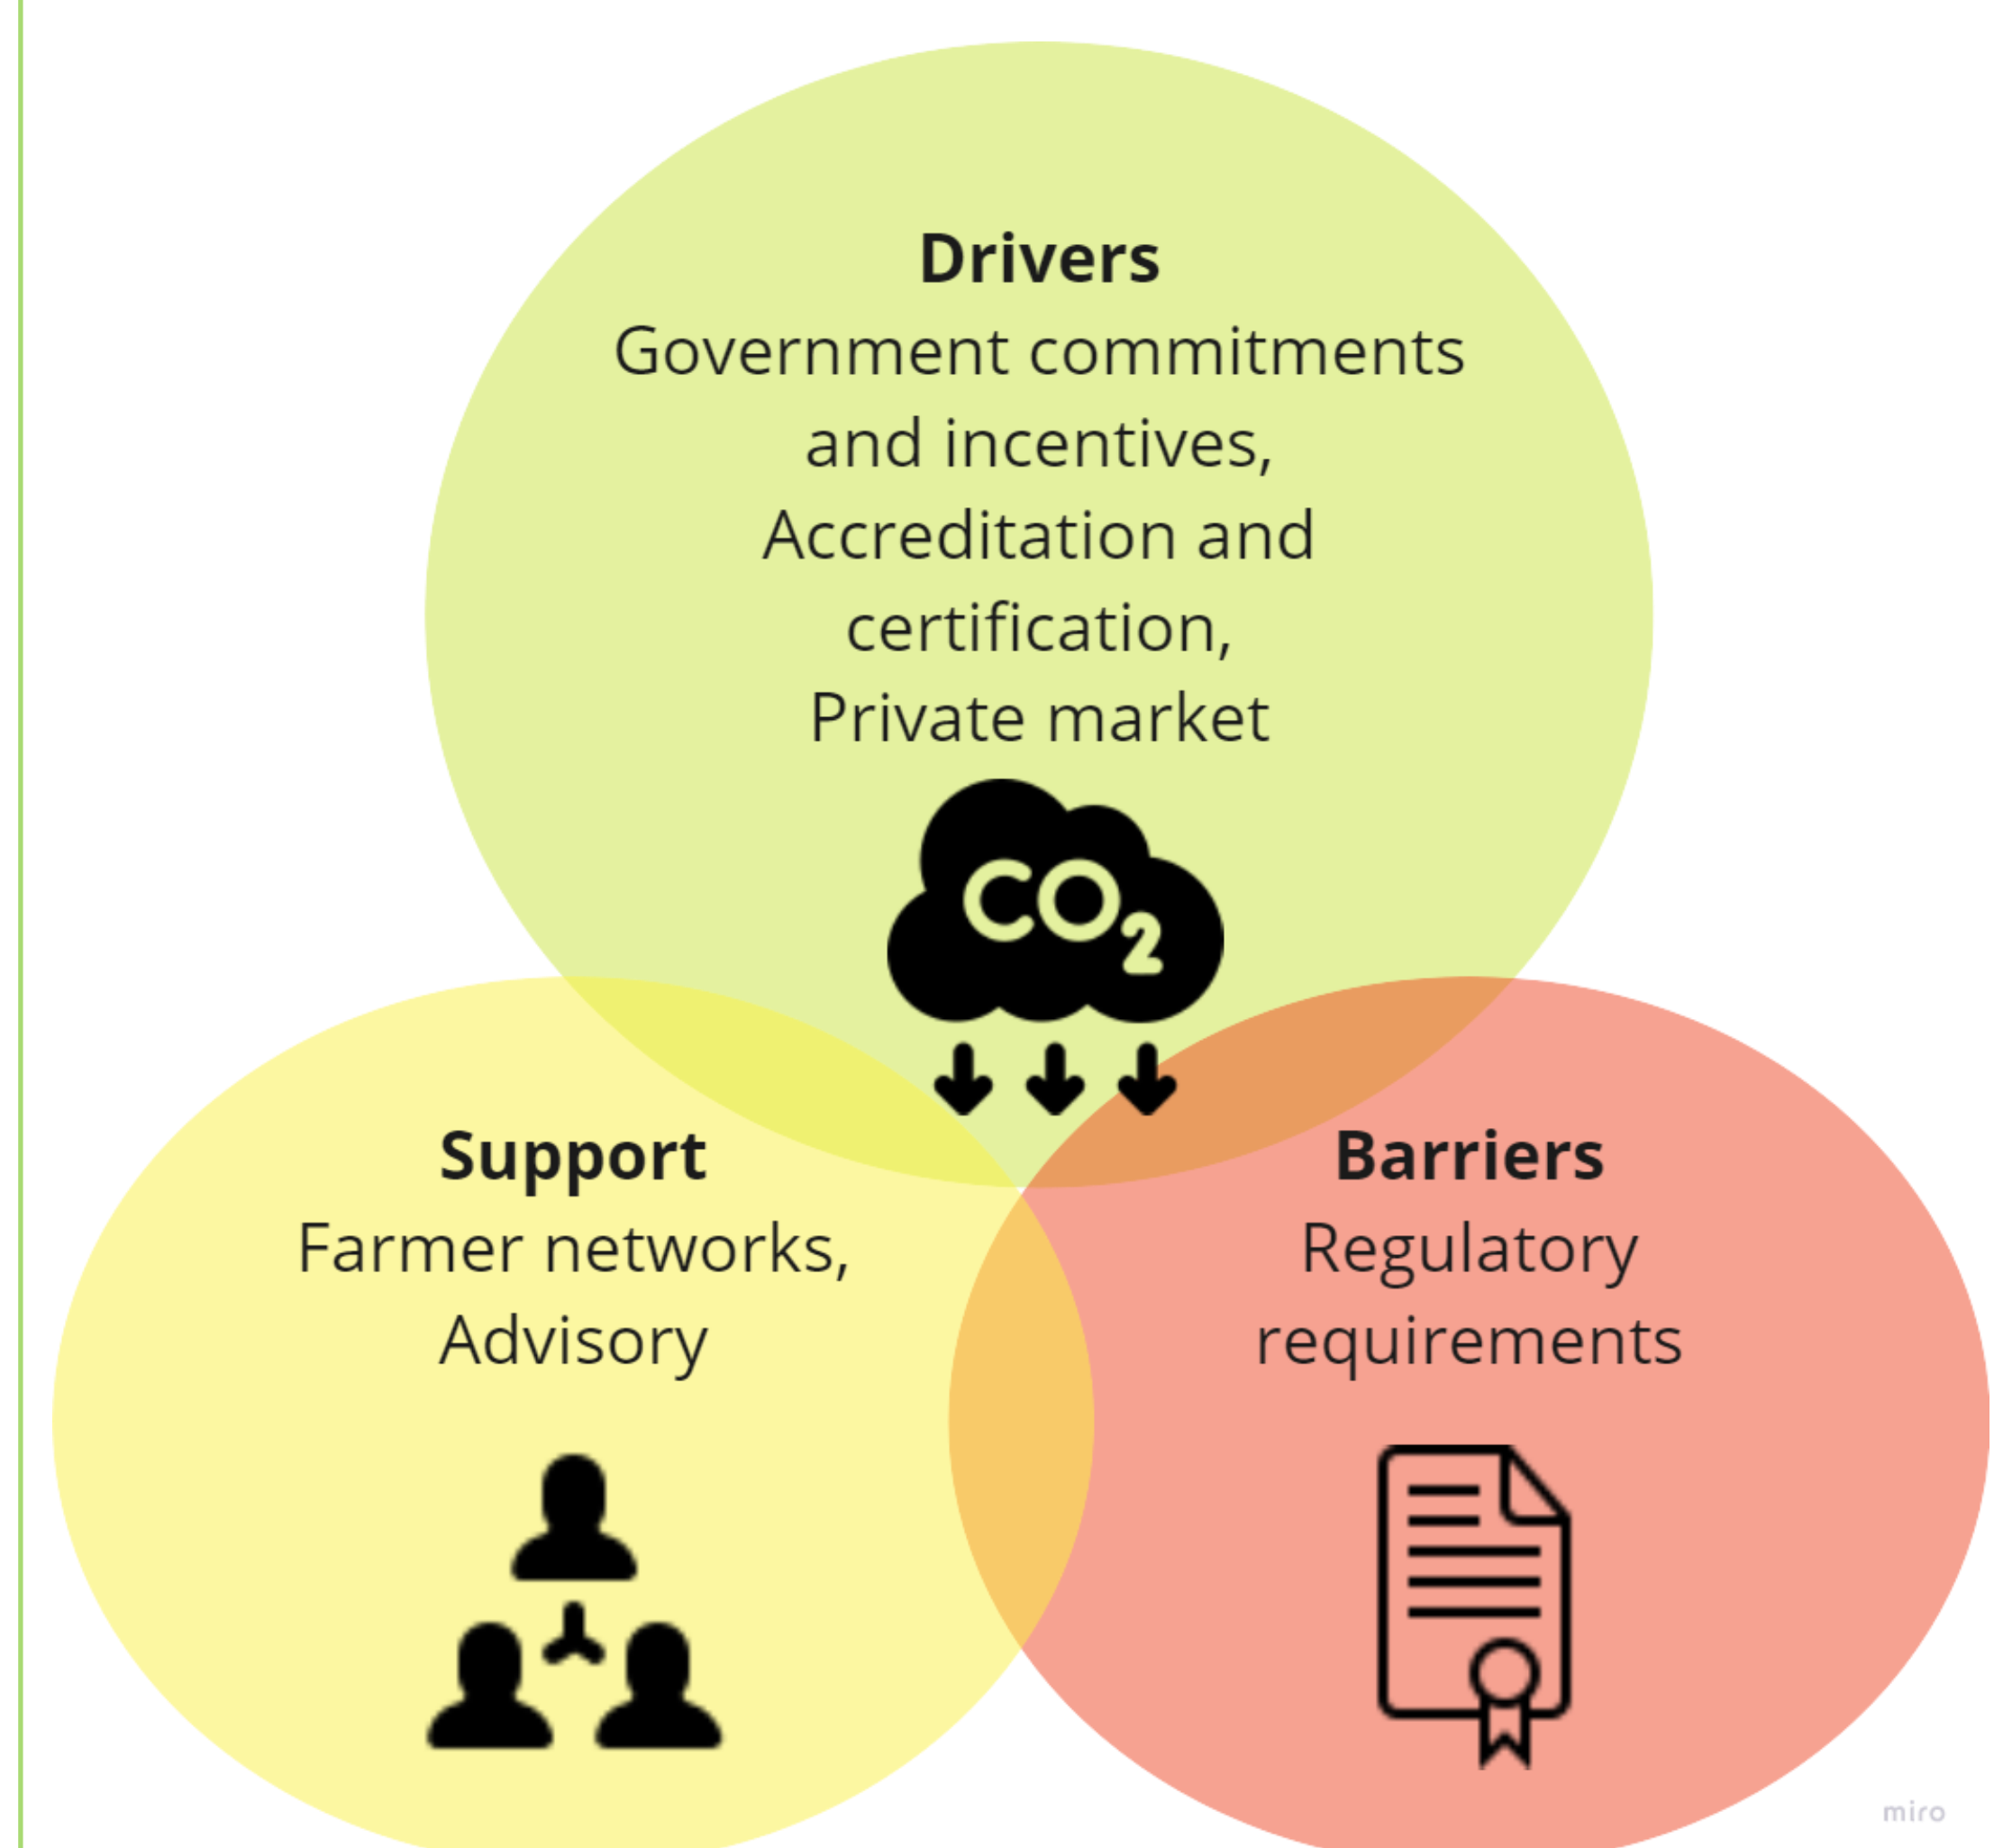 Drivers
Government commitments
and incentives,
Accreditation and
certification,
Private market
CO2
Support
Farmer networks,
Advisory
Barriers
Regulatory
requirements
miro